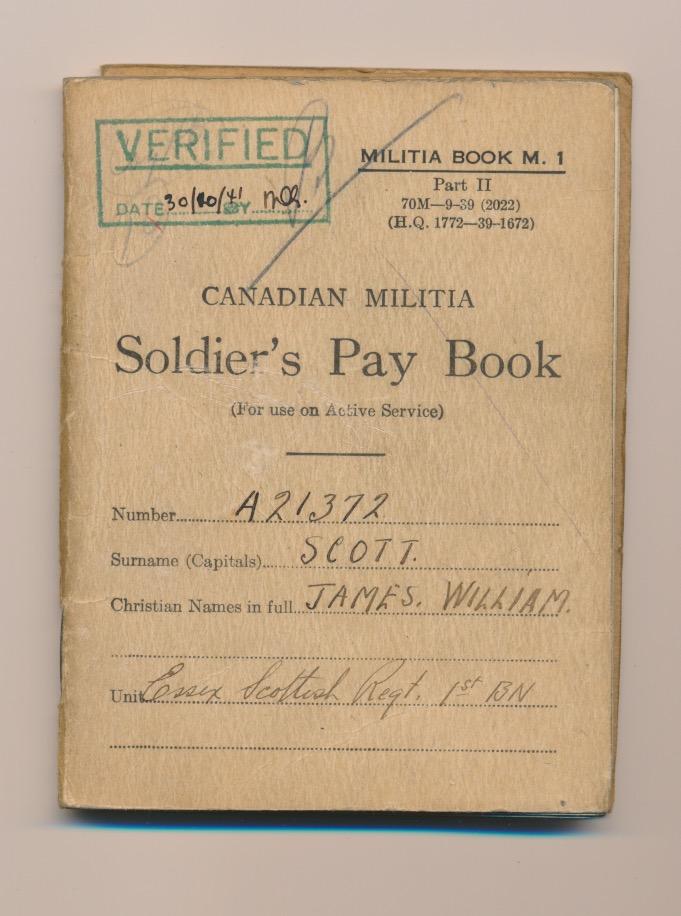 VERIFIED
DATE 30/10/41 BY
MILITIA BOOK M. 1
Part II
70M—9-39 (2022)
(H.Q. 1772—39-1672)
CANADIAN MILITIA
Soldier's Pay Book
(For use on Active Service)
Number A21372
Surname (Capitals) SCOTT.
Christian Names in full JAMES. WILLIAM.
Unit Essex Scottish Regt. 1st BN